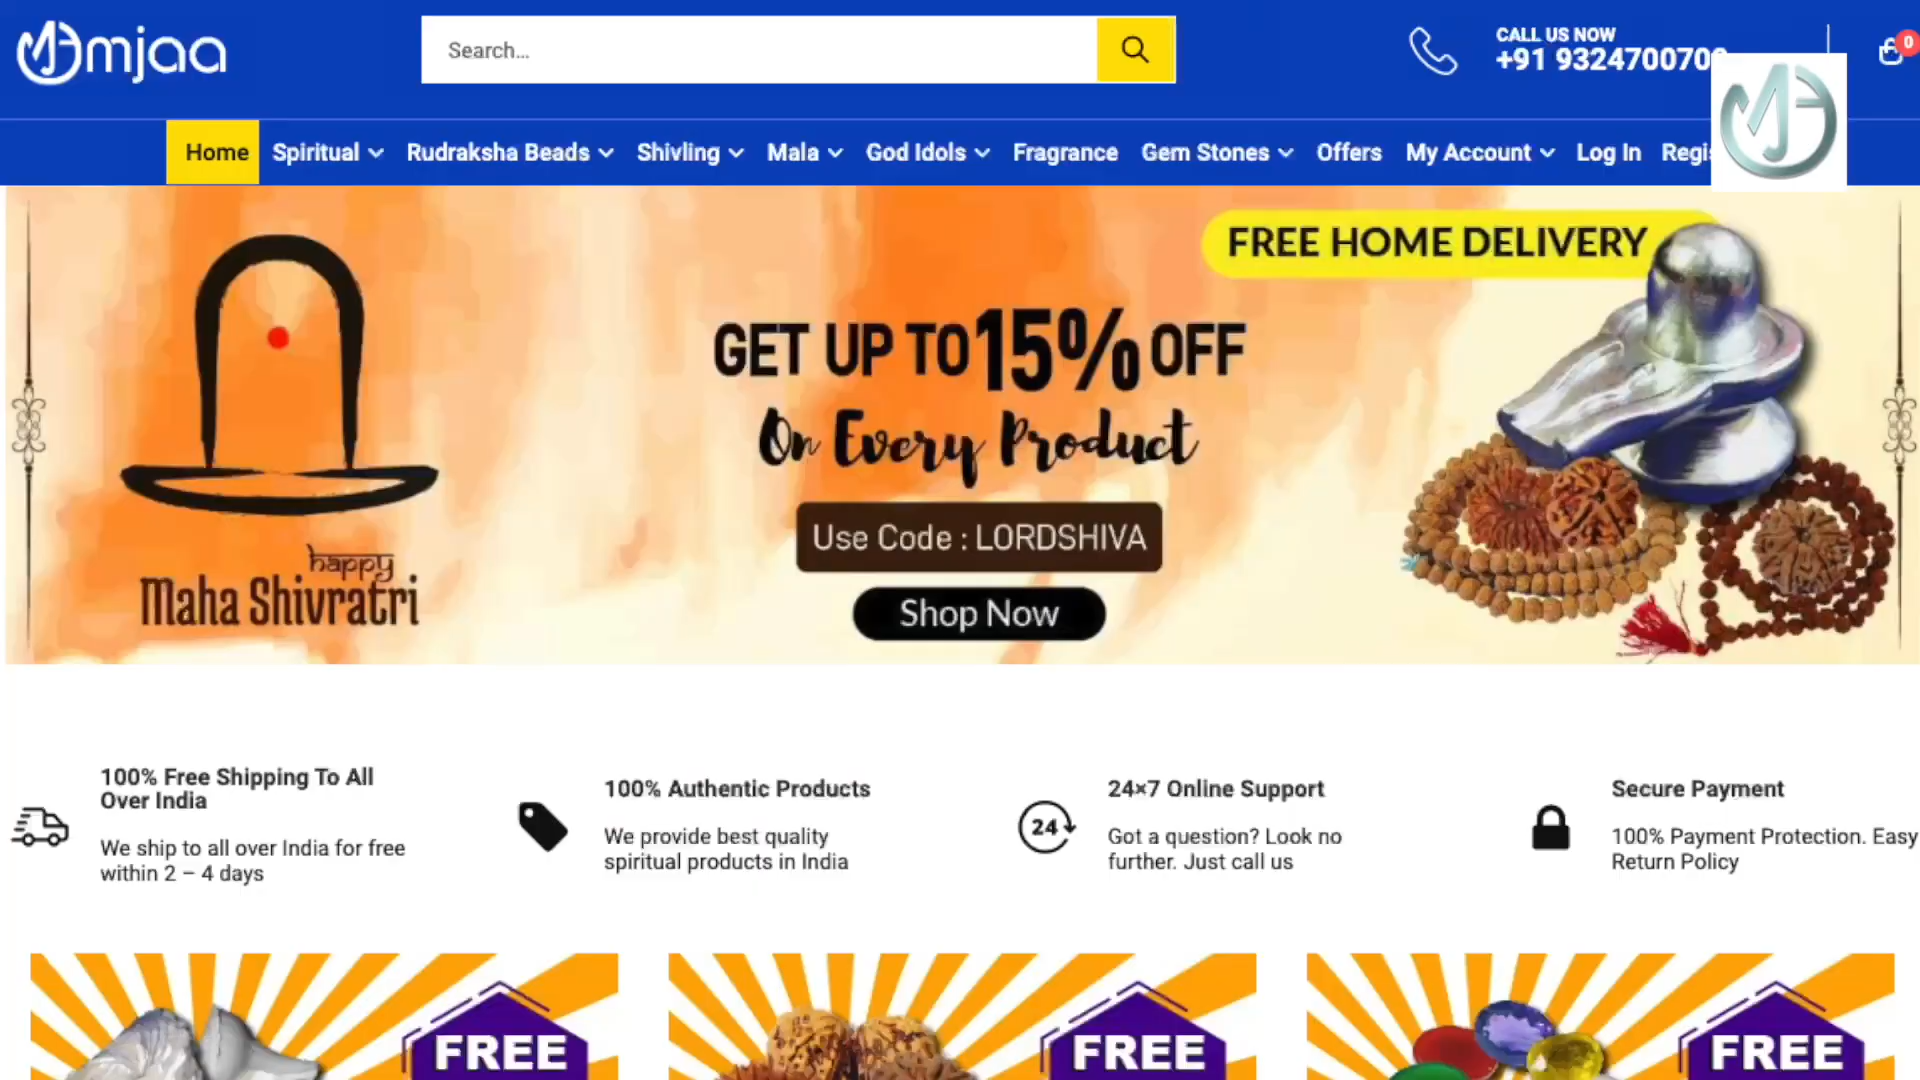 Omjaa
Search...
CALL US NOW
+91 9324700700
0
Home Spiritual Rudraksha Beads Shivling Mala God Idols Fragrance Gem Stones Offers My Account Log In
FREE HOME DELIVERY
GET UP TO 15% OFF
On Every Product
Use Code : LORDSHIVA
Shop Now
happy
Maha Shivratri
100% Free Shipping To All
Over India
We ship to all over India for free
within 2 – 4 days
100% Authentic Products
We provide best quality
spiritual products in India
24
24×7 Online Support
Got a question? Look no
further. Just call us
Secure Payment
100% Payment Protection. Easy
Return Policy
FREE
FREE
FREE